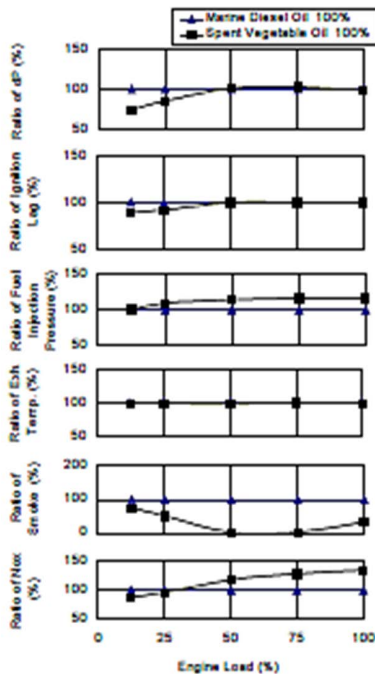 Marine Diesel Oil 100%
Spent Vegetable Oil 100%
Ratio of dP (%)
150
100
50
Ratio of Ignition
Lag (%)
150
100
50
Ratio of Fuel
Injection
Pressure (%)
150
100
50
Ratio of Exh
Temp. (%)
150
100
50
Ratio of
Smoke (%)
200
100
0
Ratio of Nox
(%)
150
100
50
0 25 50 75 100
Engine Load (%)